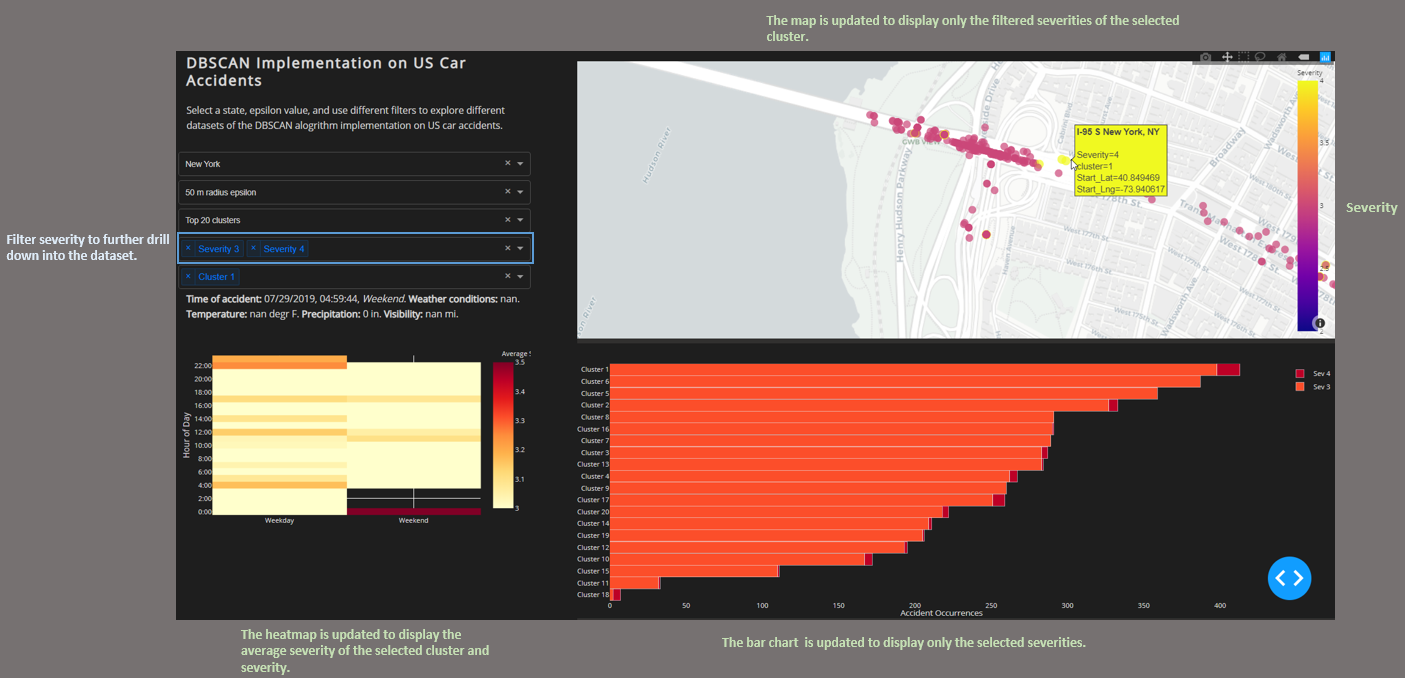 The map is updated to display only the filtered severities of the selected
cluster.
DBSCAN Implementation on US Car
Accidents
Select a state, epsilon value, and use different filters to explore different
datasets of the DBSCAN alogrithm implementation on US car accidents.
New York
50 m radius epsilon
Top 20 clusters
Filter severity to further drill
down into the dataset.
× Severity 3 × Severity 4
× Cluster 1
Time of accident: 07/29/2019, 04:59:44, Weekend. Weather conditions: nan.
Temperature: nan degr F. Precipitation: 0 in. Visibility: nan mi.
Hudson River
Henry Hudson Parkway
GWB VIEW
Cabrini Blvd
Haven Avenue
West 177th St
West 176th St
West 178th St
Broadway
Wadsworth Ave
I-95 S New York, NY
Severity=4
cluster=1
Start_Lat=40.849469
Start_Lng=-73.940617
Severity
4
3.5
3
2.5
2
Severity
Average S
3.5
3.4
3.3
3.2
3.1
3
Hour of Day
22:00
20:00
18:00
16:00
14:00
12:00
10:00
8:00
6:00
4:00
2:00
0:00
Weekday Weekend
Cluster 1
Cluster 6
Cluster 5
Cluster 2
Cluster 8
Cluster 16
Cluster 7
Cluster 3
Cluster 13
Cluster 4
Cluster 9
Cluster 17
Cluster 20
Cluster 14
Cluster 19
Cluster 12
Cluster 10
Cluster 15
Cluster 11
Cluster 18
0 50 100 150 200 250 300 350 400
Accident Occurrences
Sev 4
Sev 3
The heatmap is updated to display the
average severity of the selected cluster and
severity.
The bar chart is updated to display only the selected severities.